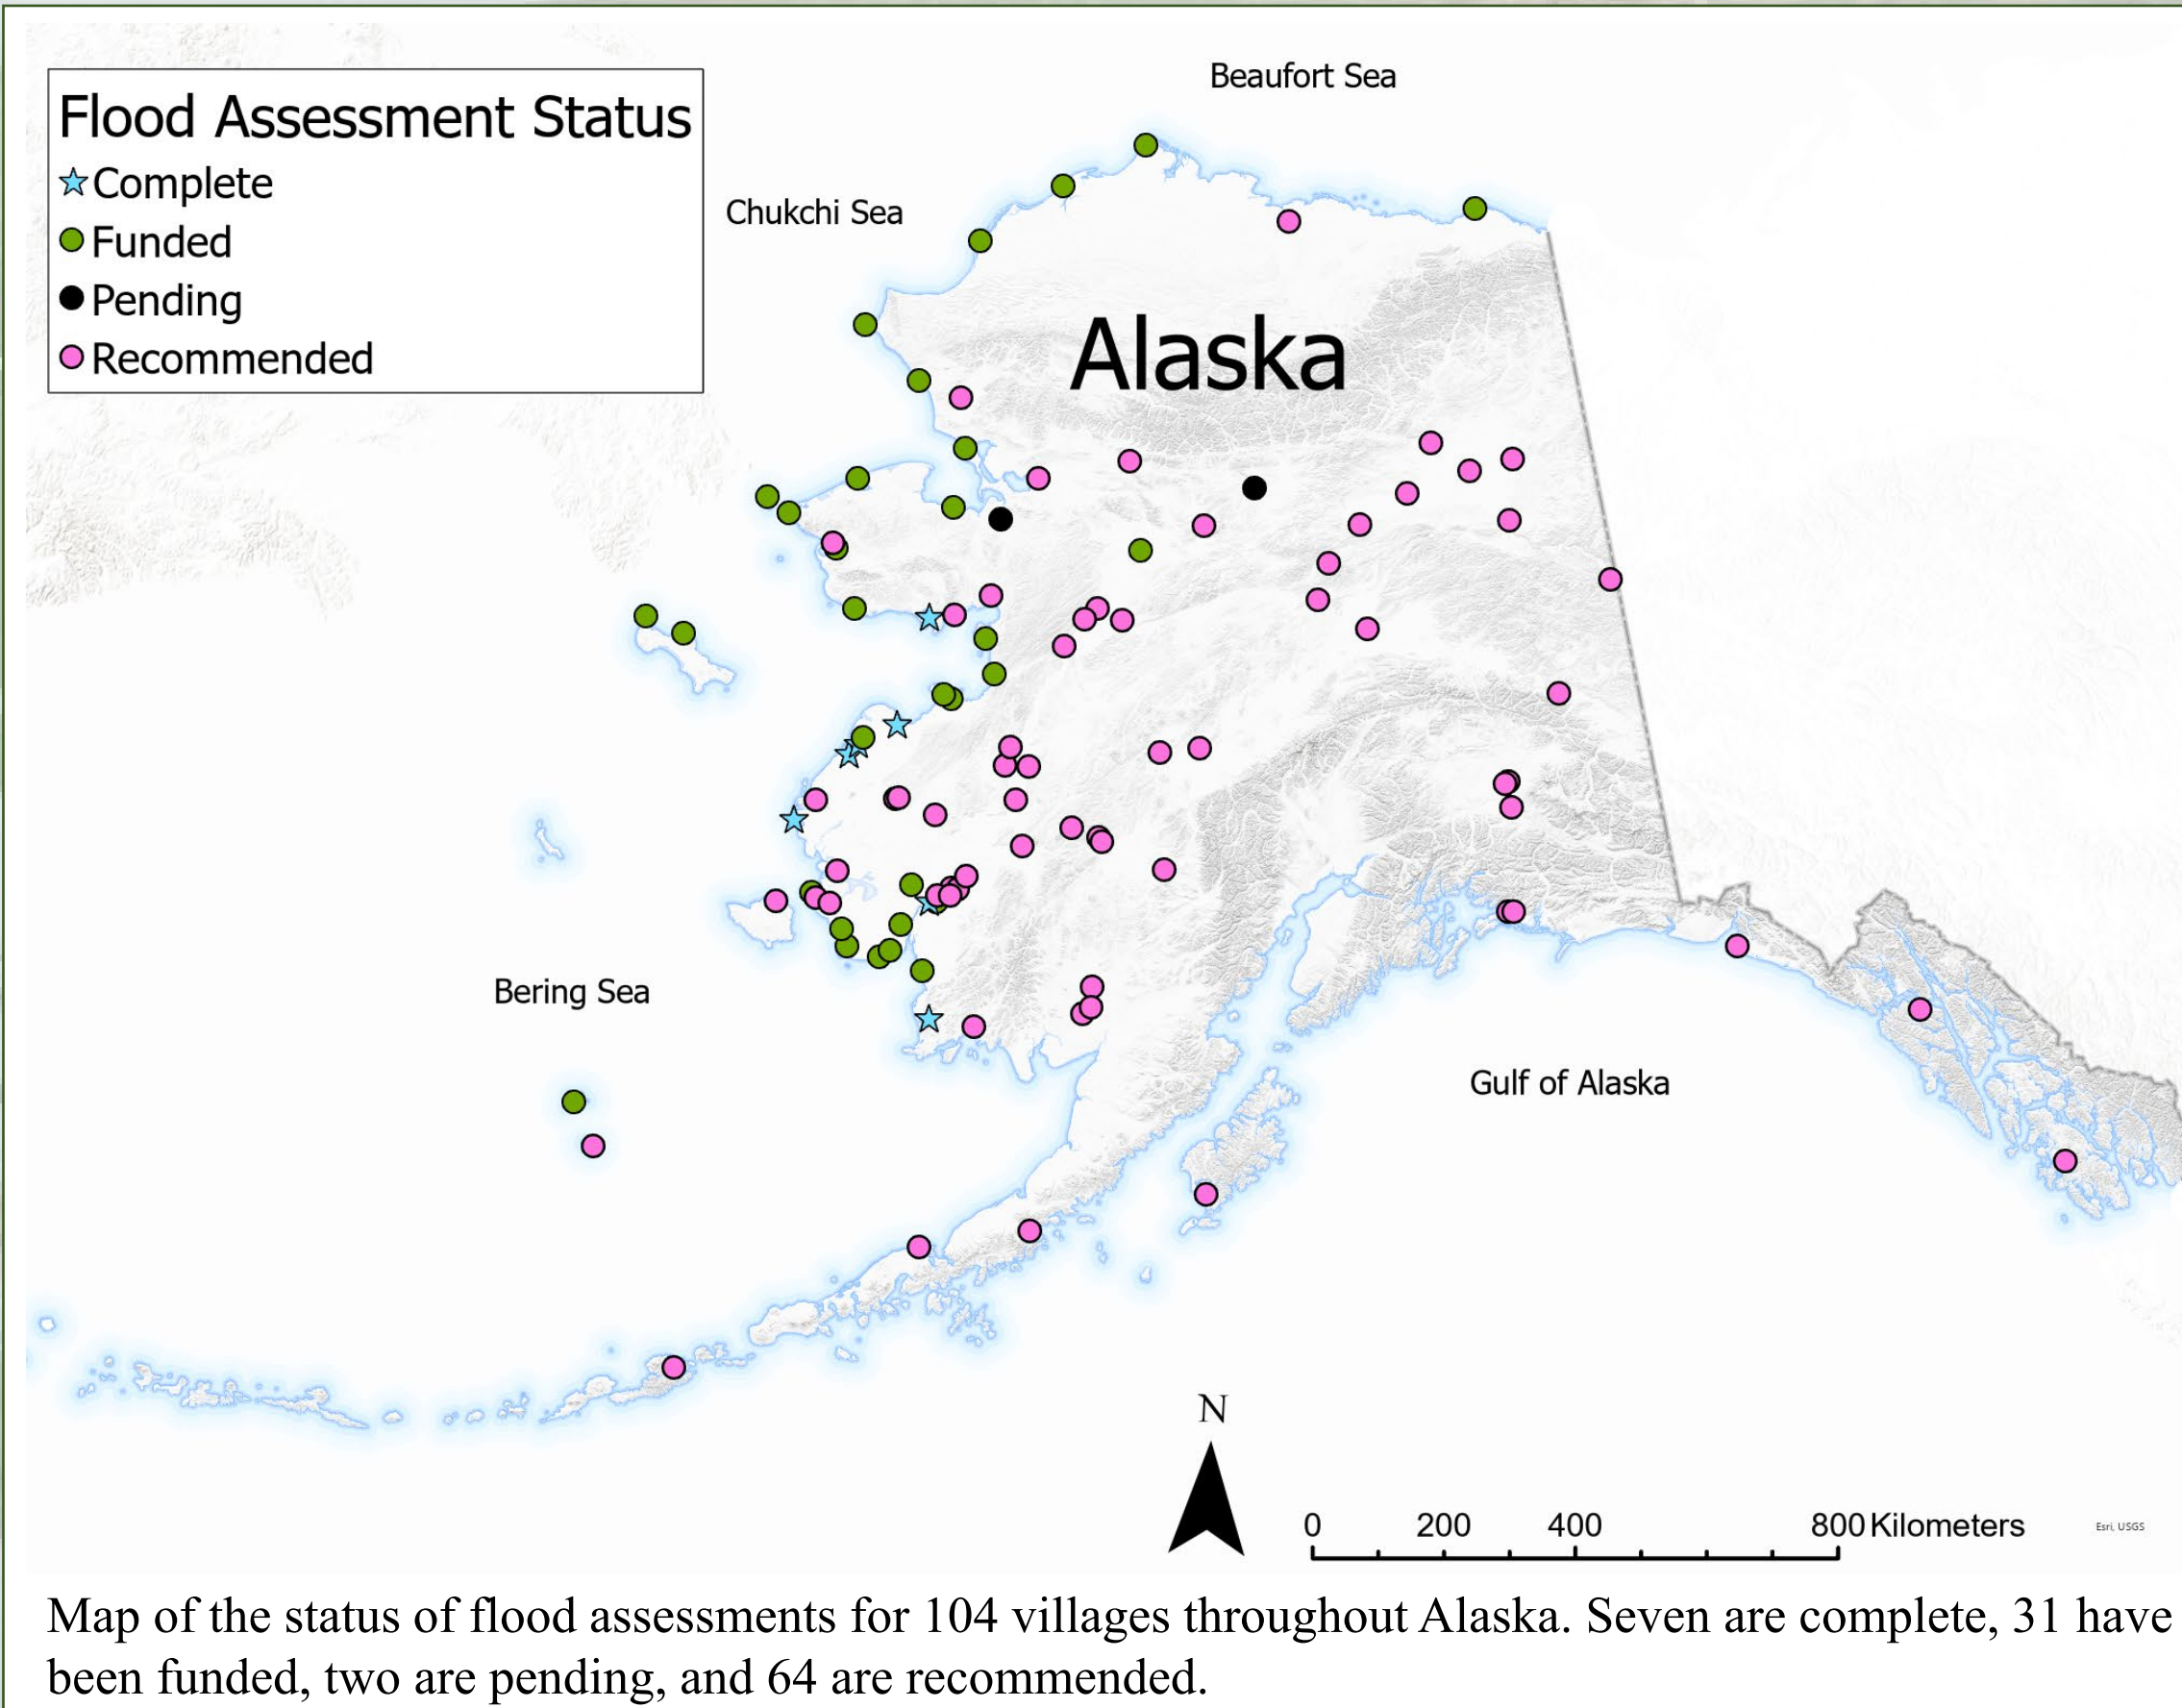 Beaufort Sea
Flood Assessment Status
Complete
Chukchi Sea
Funded
Pending
Recommended
Alaska
Bering Sea
Gulf of Alaska
N
0 200 400 800 Kilometers
Esri, USGS
Map of the status of flood assessments for 104 villages throughout Alaska. Seven are complete, 31 have
been funded, two are pending, and 64 are recommended.